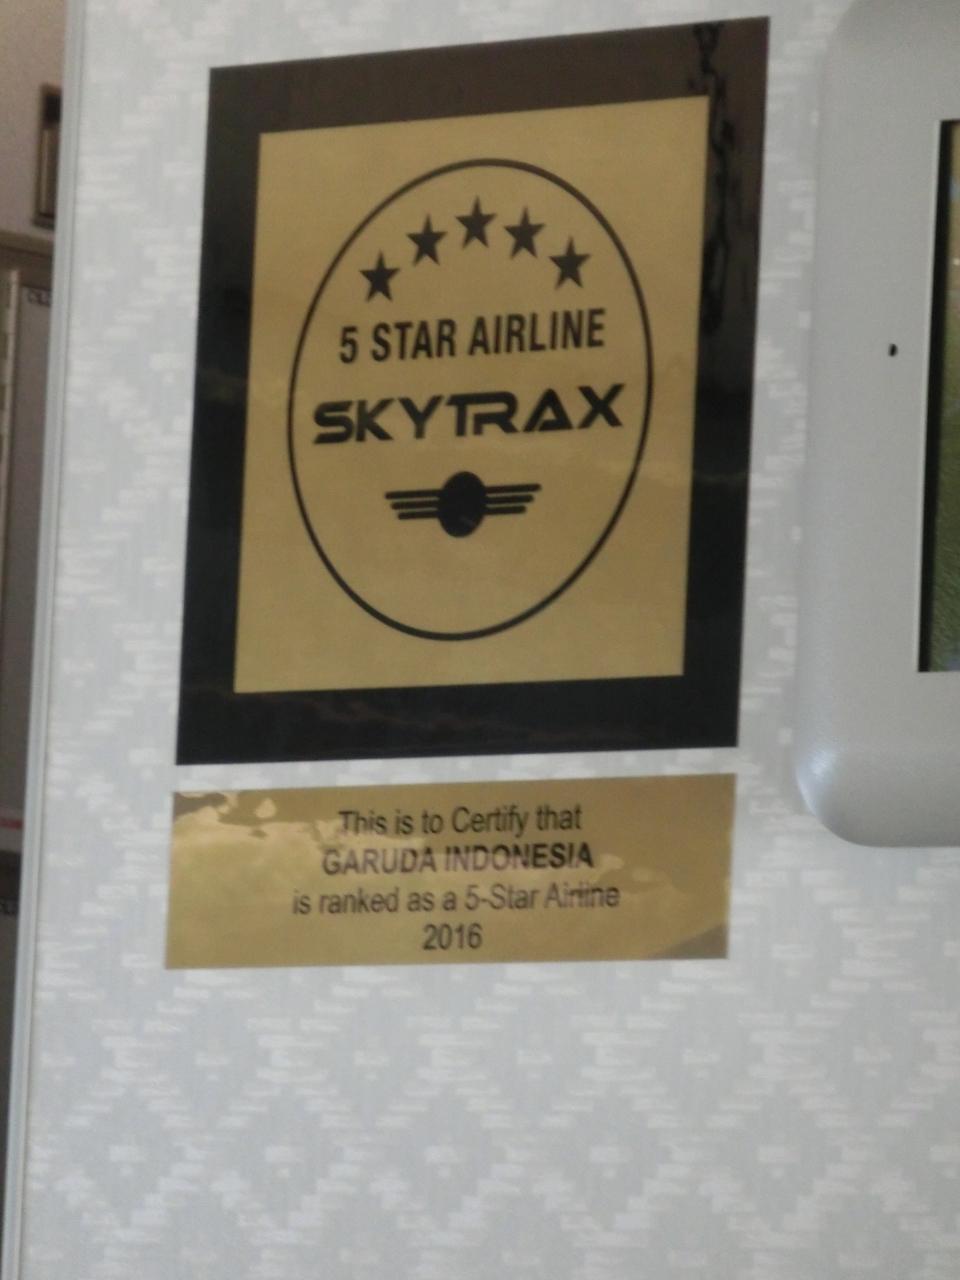 5 STAR AIRLINE
SKYTRAX
This is to Certify that
GARUDA INDONESIA
is ranked as a 5-Star Airline
2016